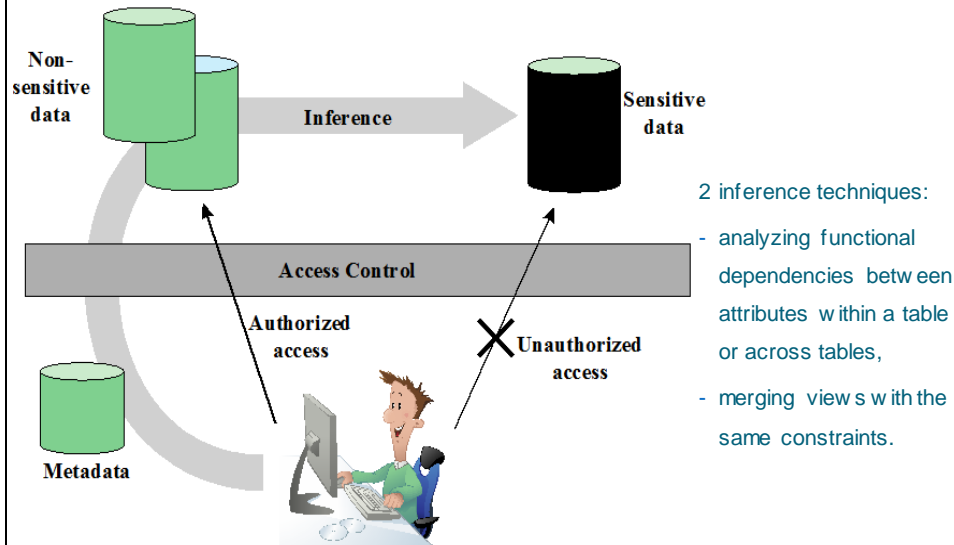 Non-
sensitive
data
Inference
Sensitive
data
Access Control
Authorized
access
Unauthorized
access
Metadata
2 inference techniques:
- analyzing functional
dependencies between
attributes within a table
or across tables,
- merging views with the
same constraints.